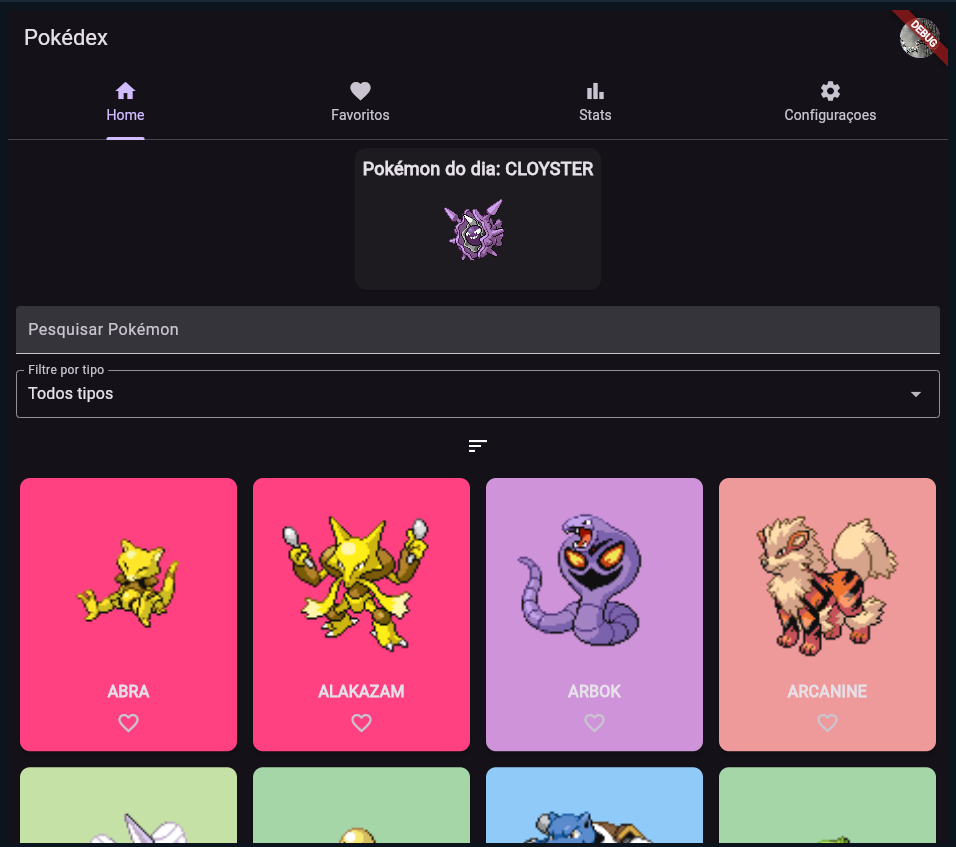 Pokédex
DEBUG
Home
Favoritos
Stats
Configuraçoes
Pokémon do dia: CLOYSTER
Pesquisar Pokémon
Filtre por tipo
Todos tipos
ABRA
ALAKAZAM
ARBOK
ARCANINE